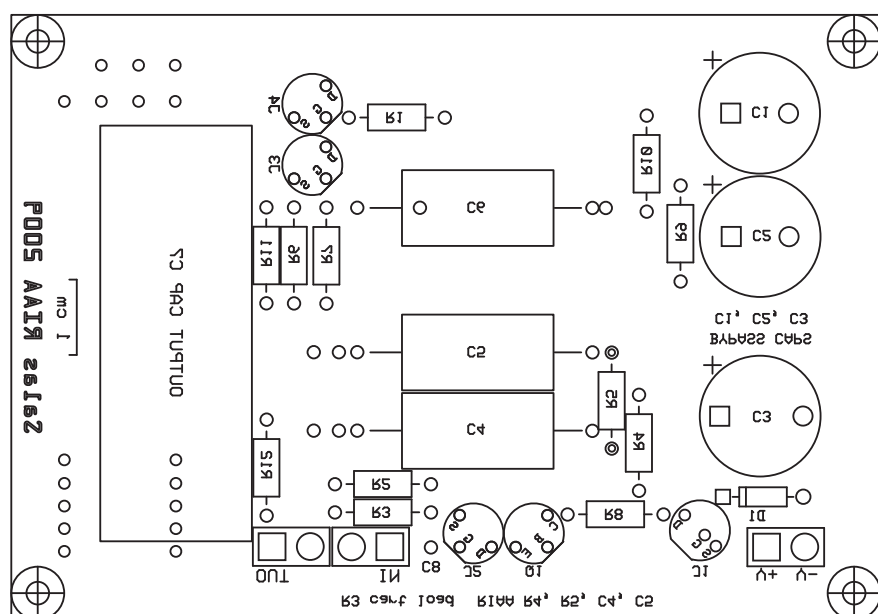 J4
R1
C1
J3
R10
C6
R9
C2
R11
R6
R7
Salas RIAA 2009
1 cm
OUTPUT CAP C7
C1, C2, C3
BYPASS CAPS
C5
R5
C3
C4
R4
R12
R2
R3
R8
D1
OUT
IN
C8
J2
Q1
J1
V+
V-
R3 cart load RIAA R4, R5, C4, C5
D
G
S
D
G
S
S
G
D
C
B
E
D
G
S
+
+
+